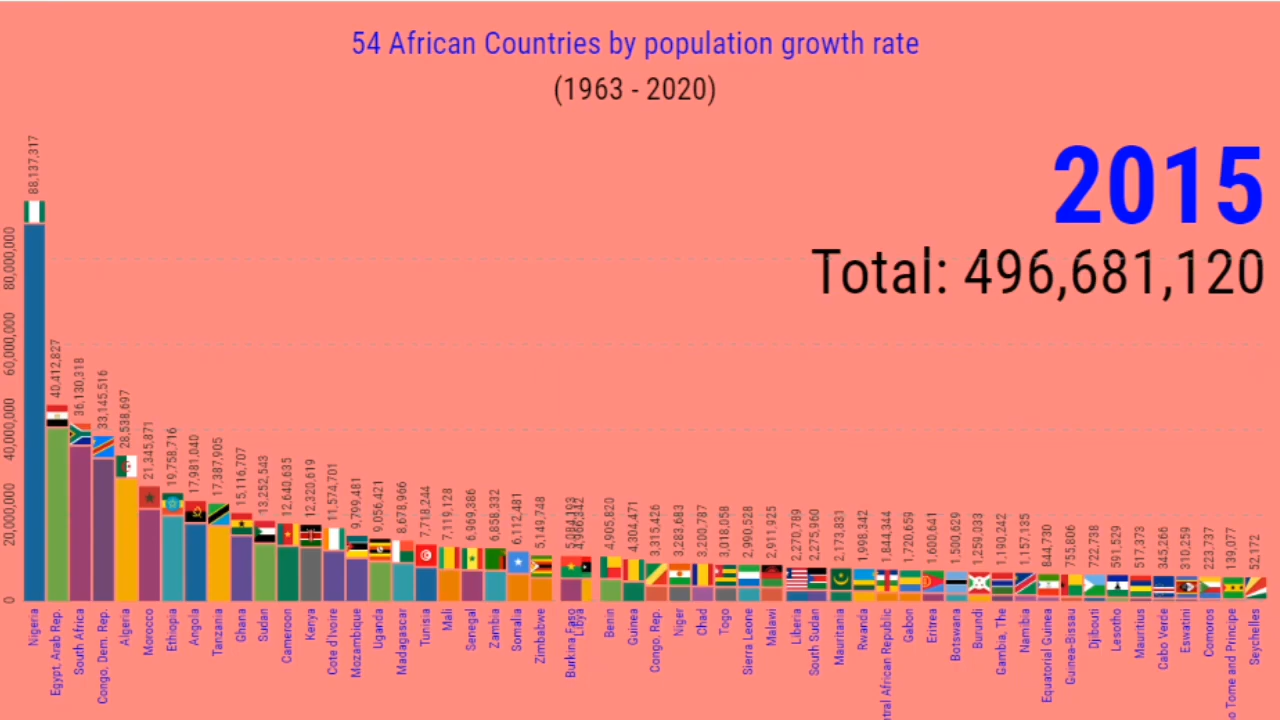 54 African Countries by population growth rate
(1963 - 2020)
2015
Total: 496,681,120
80,000,000
60,000,000
40,000,000
20,000,000
0
88,137,317
40,412,827
36,130,318
33,145,516
28,538,697
21,345,871
19,758,716
17,981,040
17,387,905
15,116,707
13,252,543
12,640,635
12,320,619
11,574,701
9,799,481
9,056,421
8,678,966
7,718,244
7,119,128
6,969,386
6,858,332
6,112,481
5,149,748
4,905,820
4,304,471
3,315,426
3,283,683
3,200,787
3,018,058
2,990,528
2,911,925
2,270,789
2,275,960
2,173,831
1,998,342
1,844,344
1,720,659
1,600,641
1,500,629
1,259,033
1,190,242
1,157,135
844,730
755,806
722,738
591,529
517,373
345,266
310,259
223,737
139,077
52,172
Nigeria
Egypt, Arab Rep.
South Africa
Congo, Dem. Rep.
Algeria
Morocco
Ethiopia
Angola
Tanzania
Ghana
Sudan
Cameroon
Kenya
Cote d'Ivoire
Mozambique
Uganda
Madagascar
Tunisia
Mali
Senegal
Zambia
Somalia
Zimbabwe
Burkina Faso
Libya
Benin
Guinea
Congo, Rep.
Niger
Chad
Togo
Sierra Leone
Malawi
Liberia
South Sudan
Mauritania
Rwanda
ntral African Republic
Gabon
Eritrea
Botswana
Burundi
Gambia, The
Namibia
Equatorial Guinea
Guinea-Bissau
Djibouti
Lesotho
Mauritius
Cabo Verde
Eswatini
Comoros
o Tome and Principe
Seychelles